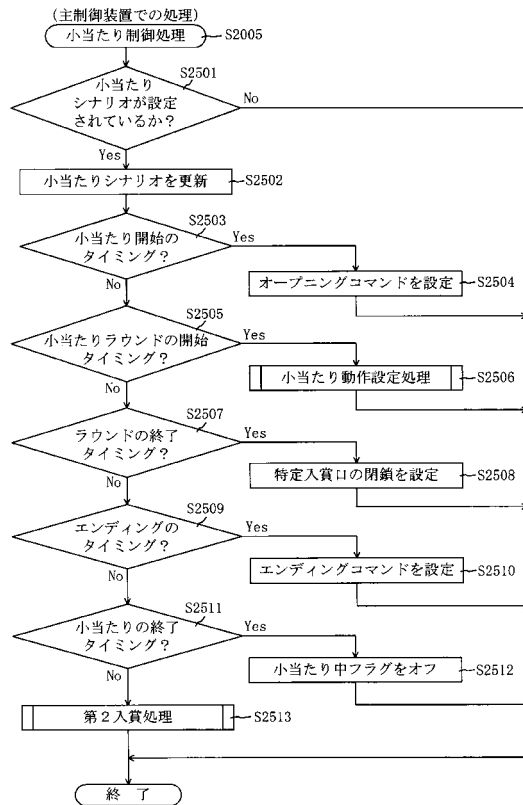 (主制御装置での処理)
小当たり制御処理
S2005
S2501
小当たり
シナリオが設定
されているか?
No
Yes
小当たりシナリオを更新
S2502
S2503
小当たり開始の
タイミング?
Yes
No
オープニングコマンドを設定
S2504
S2505
小当たりラウンドの開始
タイミング?
Yes
No
小当たり動作設定処理
S2506
S2507
ラウンドの終了
タイミング?
Yes
No
特定入賞口の閉鎖を設定
S2508
S2509
エンディングの
タイミング?
Yes
No
エンディングコマンドを設定
S2510
S2511
小当たりの終了
タイミング?
Yes
No
小当たり中フラグをオフ
S2512
第2入賞処理
S2513
終 了